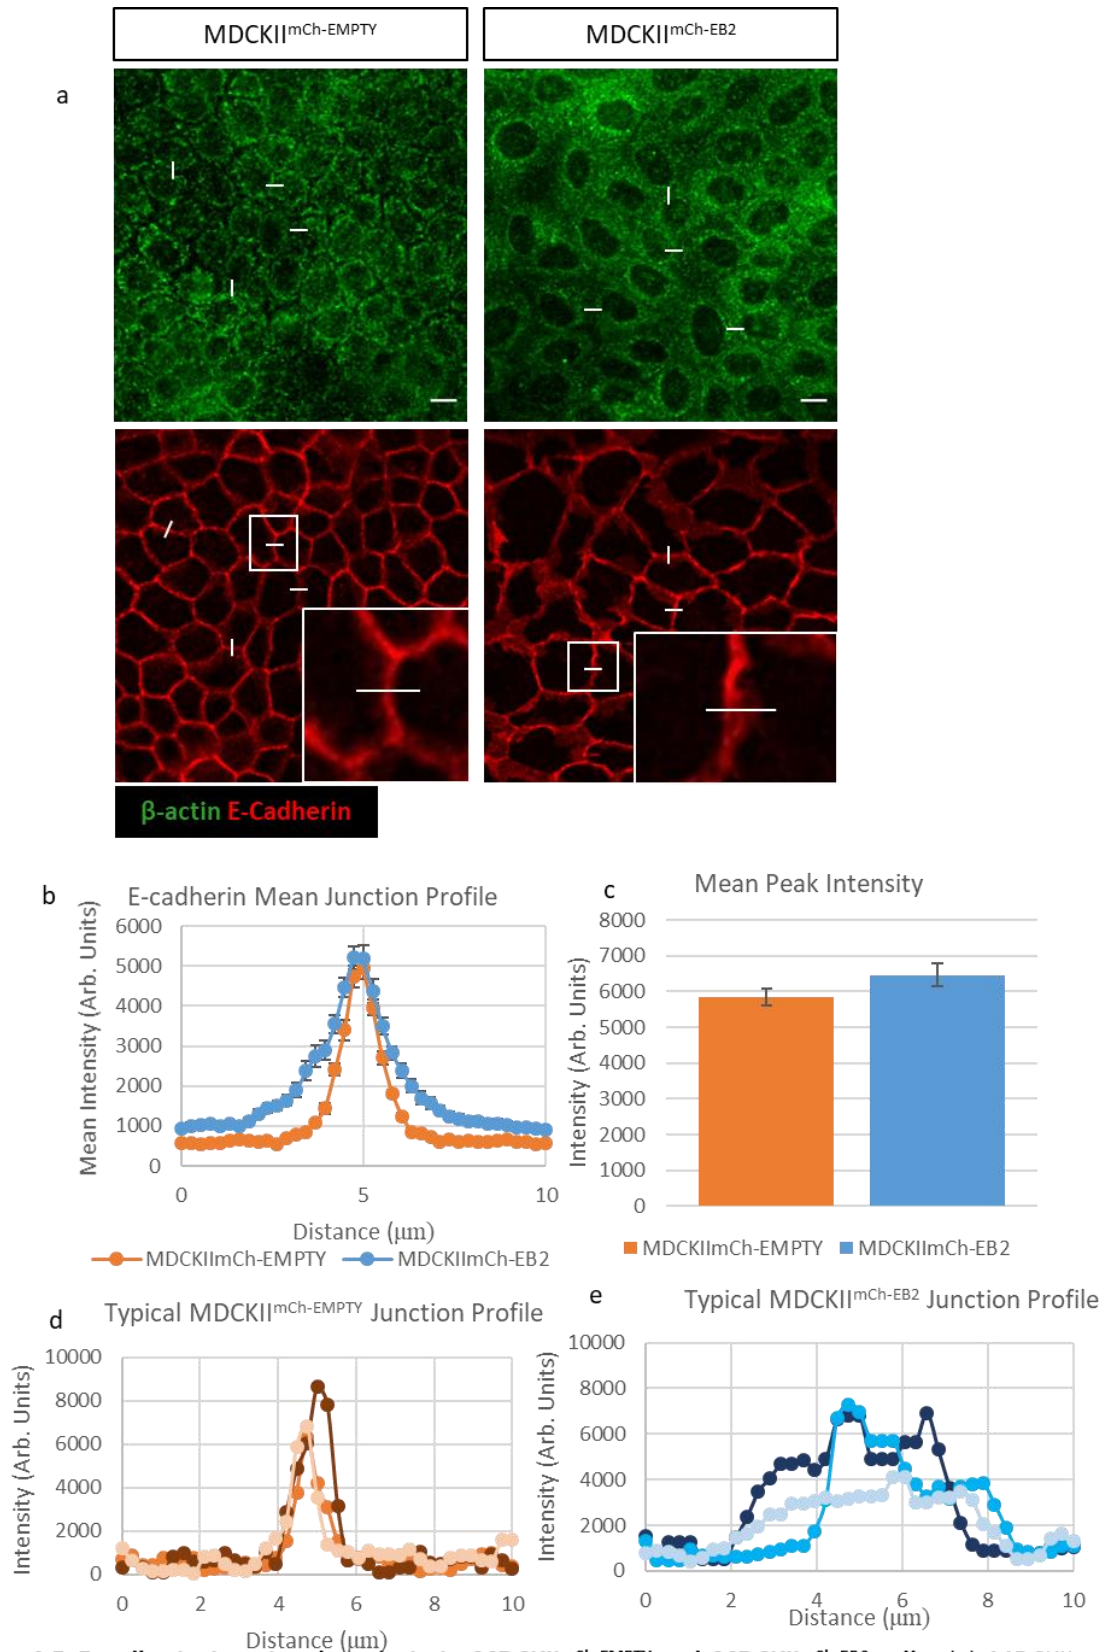 MDCKIImCh-EMPTY
MDCKIImCh-EB2
a
β-actin E-Cadherin
b
E-cadherin Mean Junction Profile
Mean Intensity (Arb. Units)
6000
5000
4000
3000
2000
1000
0
0 5 10
Distance (μm)
MDCKIImCh-EMPTY MDCKIImCh-EB2
c
Mean Peak Intensity
Intensity (Arb. Units)
8000
7000
6000
5000
4000
3000
2000
1000
0
MDCKIImCh-EMPTY MDCKIImCh-EB2
d
Typical MDCKIImCh-EMPTY Junction Profile
Intensity (Arb. Units)
10000
8000
6000
4000
2000
0
0 2 4 6 8 10
Distance (μm)
e
Typical MDCKIImCh-EB2 Junction Profile
Intensity (Arb. Units)
10000
8000
6000
4000
2000
0
0 2 4 6 8 10
Distance (μm)